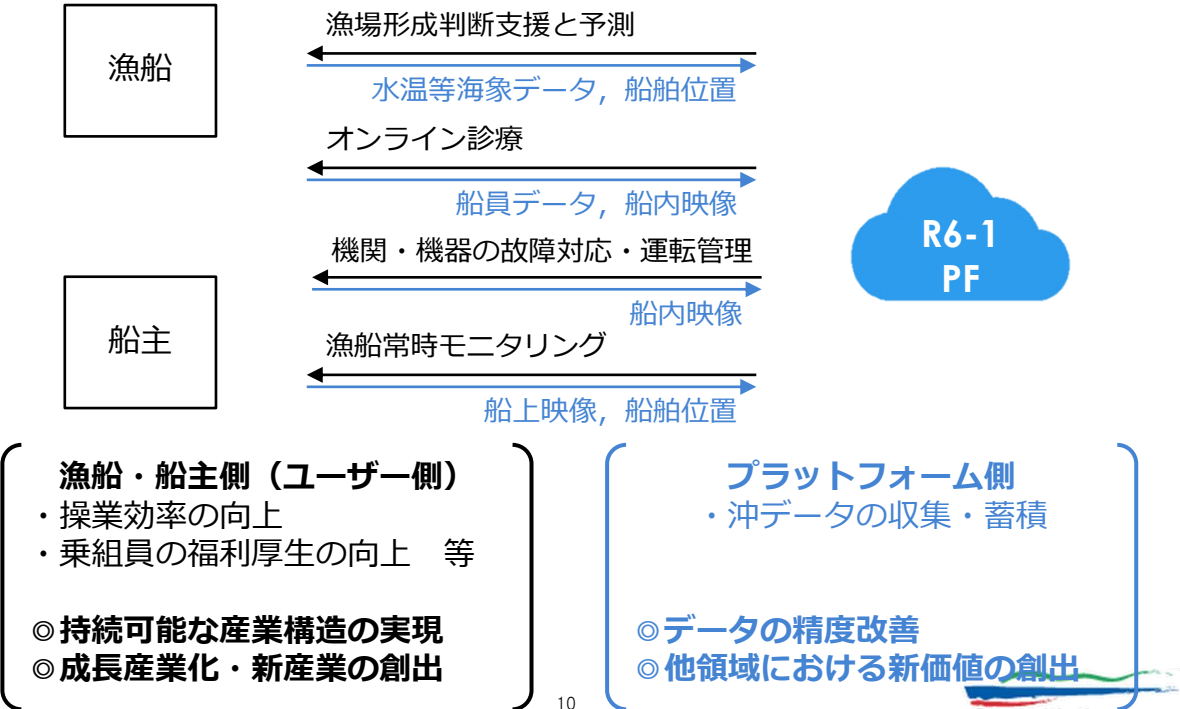 漁船
漁場形成判断支援と予測
水温等海象データ，船舶位置
オンライン診療
船員データ，船内映像
機関・機器の故障対応・運転管理
船内映像
船主
漁船常時モニタリング
船上映像，船舶位置
R6-1
PF
漁船・船主側（ユーザー側）
・操業効率の向上
・乗組員の福利厚生の向上　等
◎持続可能な産業構造の実現
◎成長産業化・新産業の創出
プラットフォーム側
・沖データの収集・蓄積
◎データの精度改善
◎他領域における新価値の創出
10